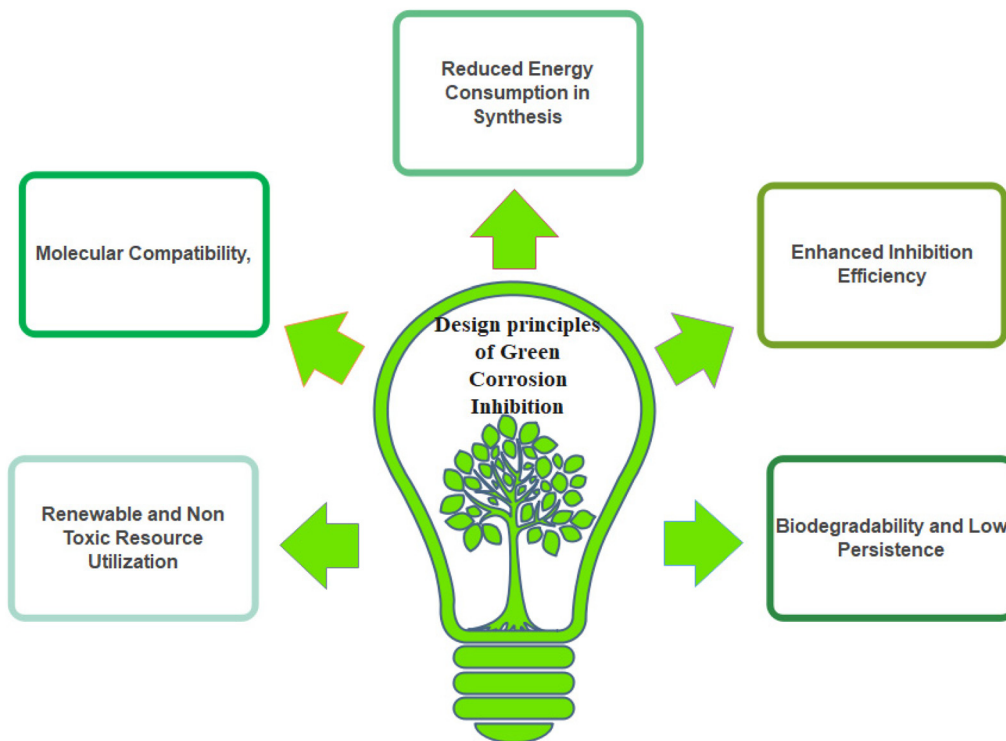 Reduced Energy
Consumption in
Synthesis
Molecular Compatibility,
Enhanced Inhibition
Efficiency
Design principles
of Green
Corrosion
Inhibition
Renewable and Non
Toxic Resource
Utilization
Biodegradability and Low
Persistence